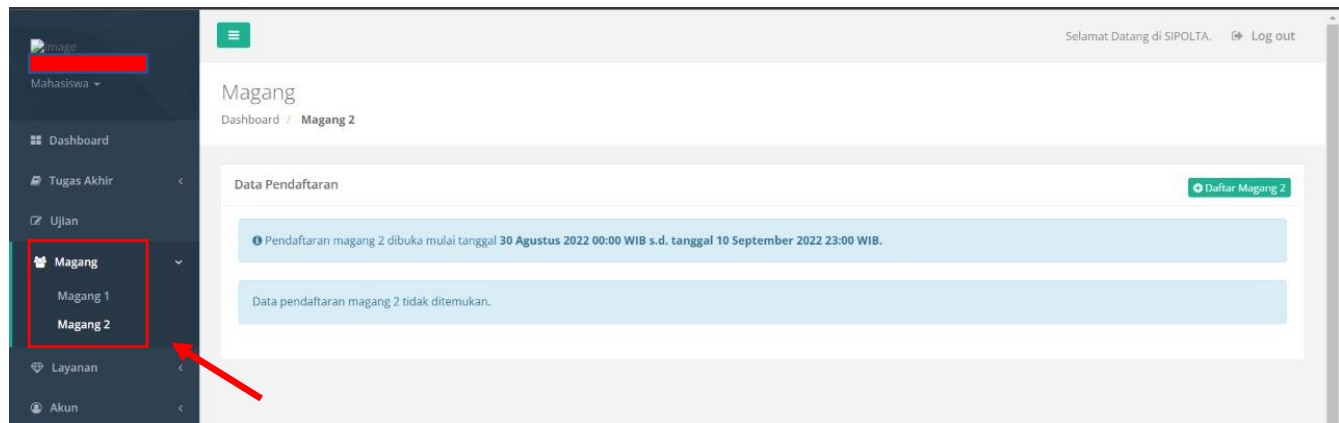 image
Mahasiswa
Dashboard
Tugas Akhir
Ujian
Magang
Magang 1
Magang 2
Layanan
Akun
Selamat Datang di SIPOLTA. Log out
Magang
Dashboard / Magang 2
Data Pendaftaran
Daftar Magang 2
Pendaftaran magang 2 dibuka mulai tanggal 30 Agustus 2022 00:00 WIB s.d. tanggal 10 September 2022 23:00 WIB.
Data pendaftaran magang 2 tidak ditemukan.